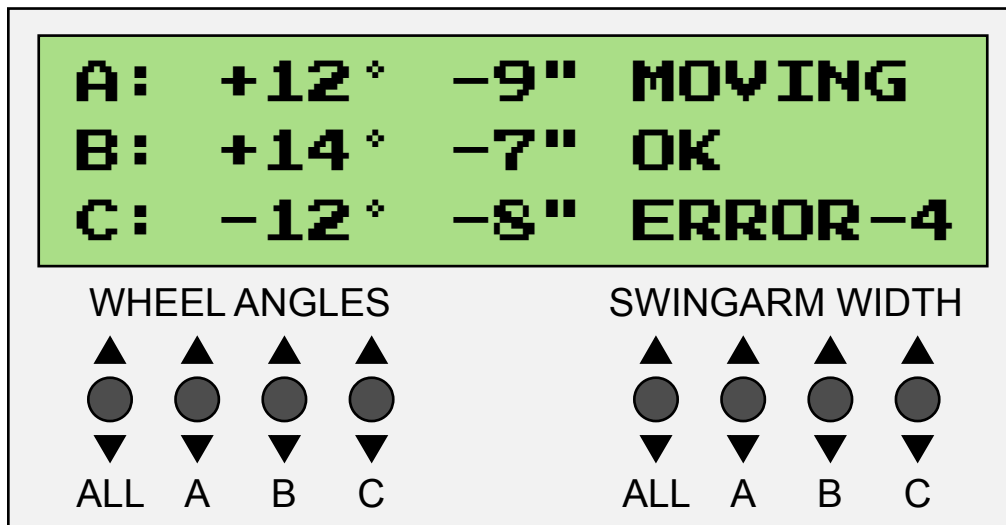 A: +12° -9" MOVING
B: +14° -7" OK
C: -12° -8" ERROR-4
WHEEL ANGLES SWINGARM WIDTH
ALL A B C ALL A B C